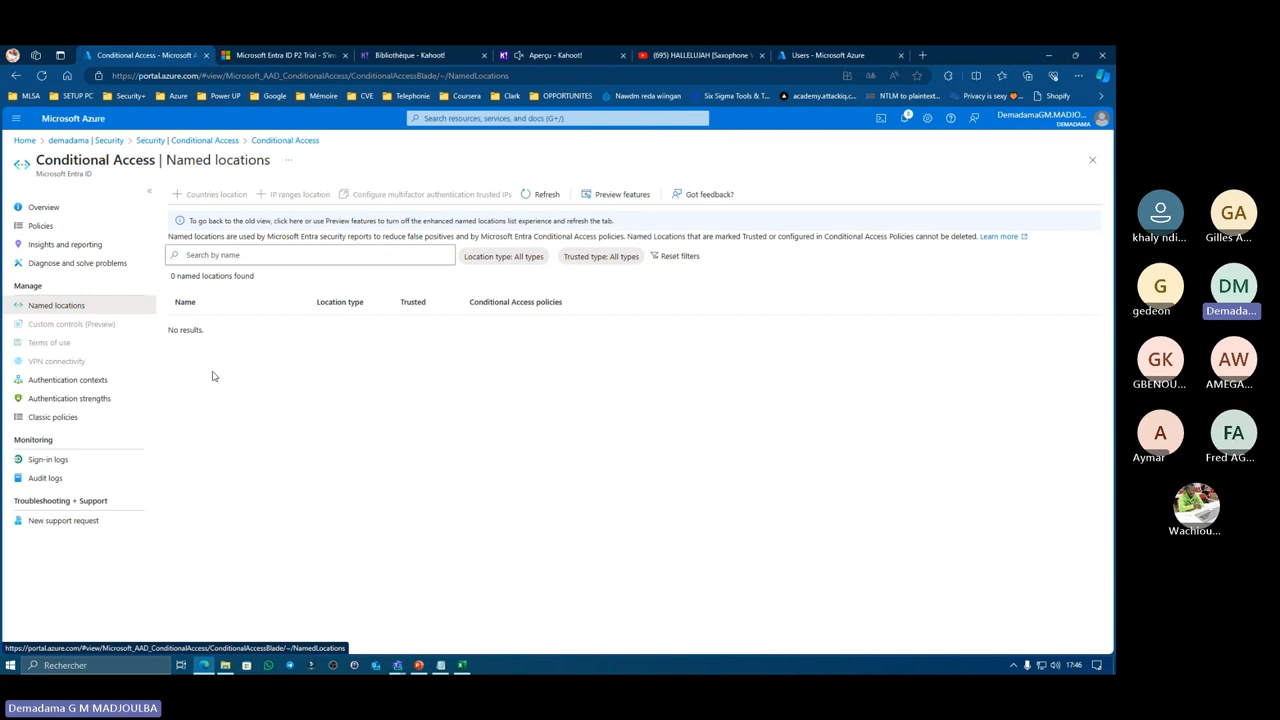 Conditional Access - Microsoft A
Microsoft Entra ID P2 Trial - S'in
Bibliothèque - Kahoot!
Aperçu - Kahoot!
(695) HALLELUJAH [Saxophone V
Users - Microsoft Azure
https://portal.azure.com/#view/Microsoft_AAD_ConditionalAccess/ConditionalAccessBlade/~/NamedLocations
MLSA
SETUP PC
Security+
Azure
Power UP
Google
Mémoire
CVE
Telephonie
Coursera
Clark
OPPORTUNITES
Nawdm reda wiingan
Six Sigma Tools & T...
academy.attackiq.c...
NTLM to plaintext...
Privacy is sexy 🧡...
Shopify
Microsoft Azure
Search resources, services, and docs (G+/)
DemadamaGM.MADJO...
DEMADAMA
Home > demadama | Security > Security | Conditional Access > Conditional Access
Conditional Access | Named locations ...
Microsoft Entra ID
Countries location
IP ranges location
Configure multifactor authentication trusted IPs
Refresh
Preview features
Got feedback?
To go back to the old view, click here or use Preview features to turn off the enhanced named locations list experience and refresh the tab.
Named locations are used by Microsoft Entra security reports to reduce false positives and by Microsoft Entra Conditional Access policies. Named Locations that are marked Trusted or configured in Conditional Access Policies cannot be deleted. Learn more
Search by name
Location type: All types
Trusted type: All types
Reset filters
0 named locations found
Name
Location type
Trusted
Conditional Access policies
No results.
Overview
Policies
Insights and reporting
Diagnose and solve problems
Manage
Named locations
Custom controls (Preview)
Terms of use
VPN connectivity
Authentication contexts
Authentication strengths
Classic policies
Monitoring
Sign-in logs
Audit logs
Troubleshooting + Support
New support request
https://portal.azure.com/#view/Microsoft_AAD_ConditionalAccess/ConditionalAccessBlade/~/NamedLocations
Rechercher
17:46
khaly ndi...
GA
Gilles A...
G
gedeon
DM
Demada...
GK
GBENOU...
AW
AMEGA...
A
Aymar
FA
Fred AG...
Wachiou...
Demadama G M MADJOULBA